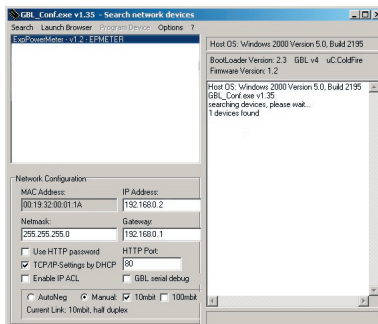 GBL_Conf.exe v1.35 - Search network devices
Search Launch Browser Program Device Options ?
ExpPowerMeter - v1.2 - EPMETER
Network Configuration
MAC Address:
IP Address:
00:19:32:00:01:1A
192.168.0.2
Netmask:
Gateway:
255.255.255.0
192.168.0.1
Use HTTP password
HTTP Port:
TCP/IP-Settings by DHCP
80
Enable IP ACL
GBL serial debug
AutoNeg Manual: 10mbit 100mbit
Current Link: 10mbit, half duplex
Host OS: Windows 2000 Version 5.0, Build 2195
BootLoader Version: 2.3 GBL v4 uC:ColdFire
Firmware Version: 1.2
Host OS: Windows 2000 Version 5.0, Build 2195
GBL_Conf.exe v1.35
searching devices, please wait...
1 devices found